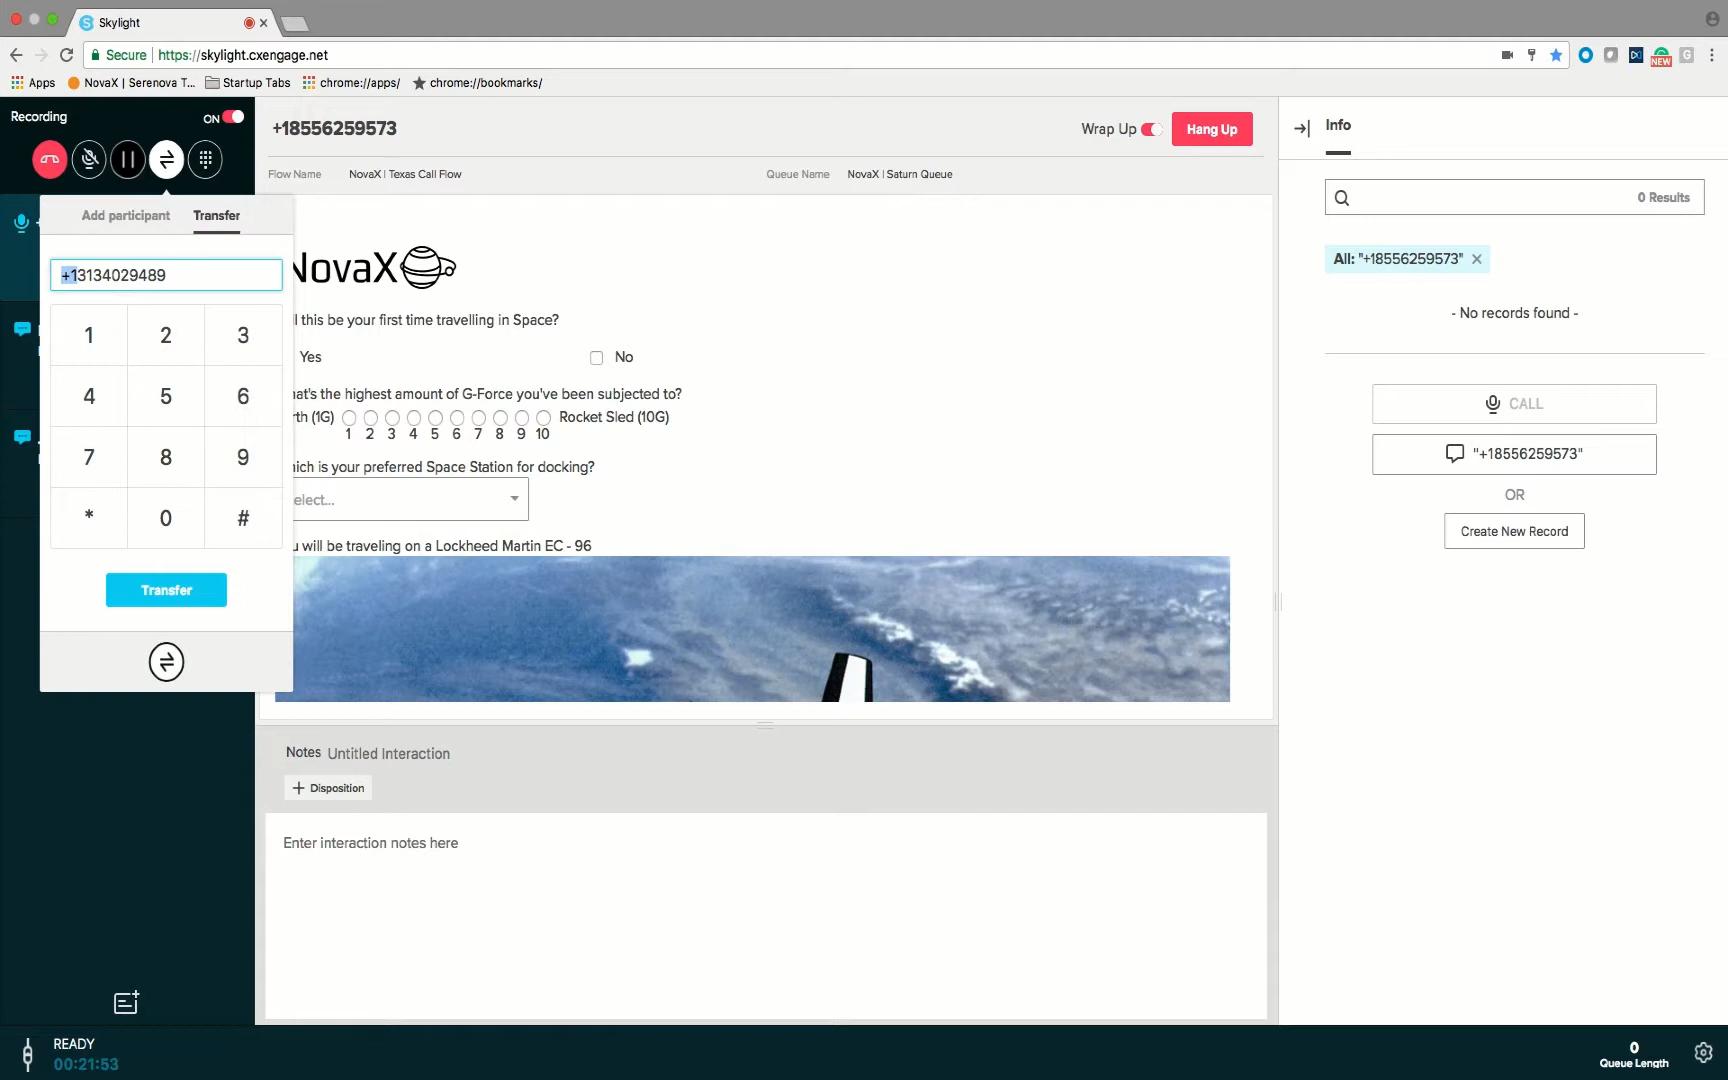 Skylight
Secure https://skylight.cxengage.net
NEW
G
Apps NovaX | Serenova T... Startup Tabs chrome://apps/ chrome://bookmarks/
Recording ON
+18556259573
Wrap Up Hang Up
Flow Name NovaX | Texas Call Flow Queue Name NovaX | Saturn Queue
Add participant Transfer
+13134029489
1 2 3
4 5 6
7 8 9
* 0 #
Transfer
NovaX
ll this be your first time travelling in Space?
Yes No
hat's the highest amount of G-Force you've been subjected to?
rth (1G) Rocket Sled (10G)
1 2 3 4 5 6 7 8 9 10
hich is your preferred Space Station for docking?
elect...
u will be traveling on a Lockheed Martin EC - 96
Notes Untitled Interaction
+ Disposition
Enter interaction notes here
Info
0 Results
All: "+18556259573" ×
- No records found -
CALL
"+18556259573"
OR
Create New Record
READY
00:21:53
0
Queue Length